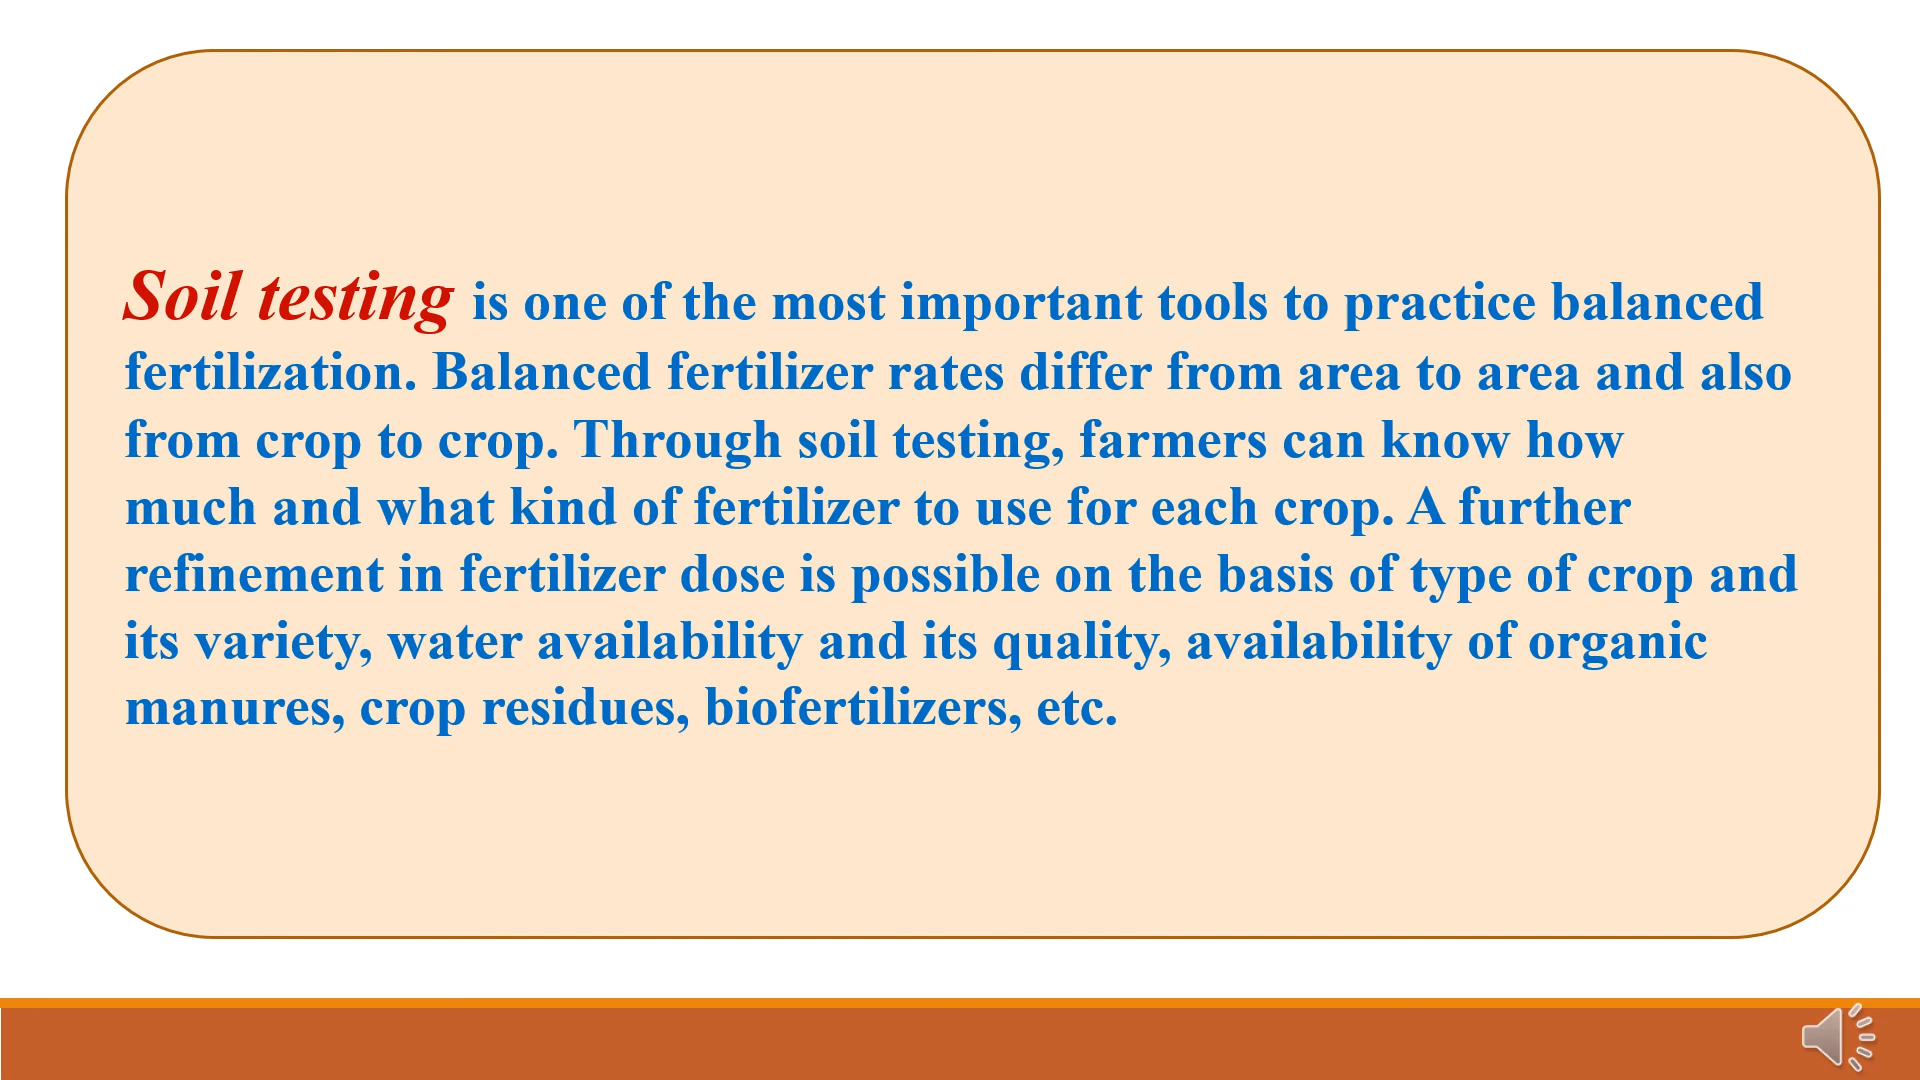 Soil testing is one of the most important tools to practice balanced
fertilization. Balanced fertilizer rates differ from area to area and also
from crop to crop. Through soil testing, farmers can know how
much and what kind of fertilizer to use for each crop. A further
refinement in fertilizer dose is possible on the basis of type of crop and
its variety, water availability and its quality, availability of organic
manures, crop residues, biofertilizers, etc.